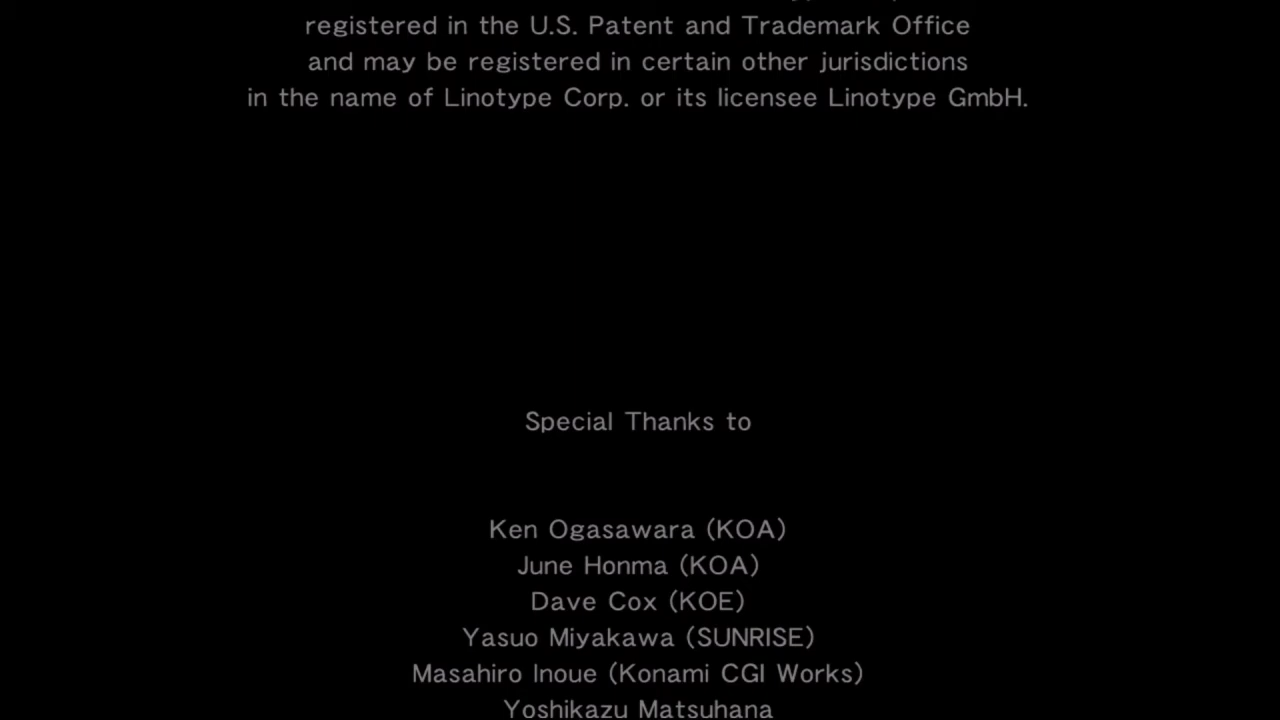 registered in the U.S. Patent and Trademark Office
and may be registered in certain other jurisdictions
in the name of Linotype Corp. or its licensee Linotype GmbH.
Special Thanks to
Ken Ogasawara (KOA)
June Honma (KOA)
Dave Cox (KOE)
Yasuo Miyakawa (SUNRISE)
Masahiro Inoue (Konami CGI Works)
Yoshikazu Matsuhana